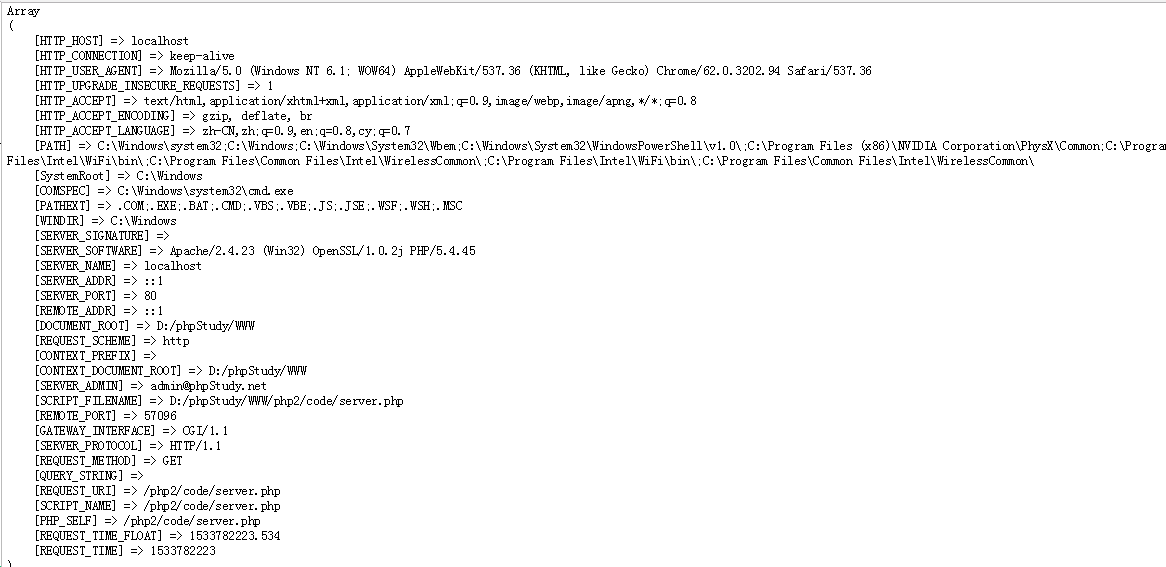 Array
(
[HTTP_HOST] => localhost
[HTTP_CONNECTION] => keep-alive
[HTTP_USER_AGENT] => Mozilla/5.0 (Windows NT 6.1; WOW64) AppleWebKit/537.36 (KHTML, like Gecko) Chrome/62.0.3202.94 Safari/537.36
[HTTP_UPGRADE_INSECURE_REQUESTS] => 1
[HTTP_ACCEPT] => text/html,application/xhtml+xml,application/xml;q=0.9,image/webp,image/apng,*/*;q=0.8
[HTTP_ACCEPT_ENCODING] => gzip, deflate, br
[HTTP_ACCEPT_LANGUAGE] => zh-CN,zh;q=0.9,en;q=0.8,cy;q=0.7
[PATH] => C:\Windows\system32;C:\Windows;C:\Windows\System32\Wbem;C:\Windows\System32\WindowsPowerShell\v1.0\;C:\Program Files (x86)\NVIDIA Corporation\PhysX\Common;C:\Progra
Files\Intel\WiFi\bin\;C:\Program Files\Common Files\Intel\WirelessCommon\;C:\Program Files\Intel\WiFi\bin\;C:\Program Files\Common Files\Intel\WirelessCommon\
[SystemRoot] => C:\Windows
[COMSPEC] => C:\Windows\system32\cmd.exe
[PATHEXT] => .COM;.EXE;.BAT;.CMD;.VBS;.VBE;.JS;.JSE;.WSF;.WSH;.MSC
[WINDIR] => C:\Windows
[SERVER_SIGNATURE] =>
[SERVER_SOFTWARE] => Apache/2.4.23 (Win32) OpenSSL/1.0.2j PHP/5.4.45
[SERVER_NAME] => localhost
[SERVER_ADDR] => ::1
[SERVER_PORT] => 80
[REMOTE_ADDR] => ::1
[DOCUMENT_ROOT] => D:/phpStudy/WWW
[REQUEST_SCHEME] => http
[CONTEXT_PREFIX] =>
[CONTEXT_DOCUMENT_ROOT] => D:/phpStudy/WWW
[SERVER_ADMIN] => admin@phpStudy.net
[SCRIPT_FILENAME] => D:/phpStudy/WWW/php2/code/server.php
[REMOTE_PORT] => 57096
[GATEWAY_INTERFACE] => CGI/1.1
[SERVER_PROTOCOL] => HTTP/1.1
[REQUEST_METHOD] => GET
[QUERY_STRING] =>
[REQUEST_URI] => /php2/code/server.php
[SCRIPT_NAME] => /php2/code/server.php
[PHP_SELF] => /php2/code/server.php
[REQUEST_TIME_FLOAT] => 1533782223.534
[REQUEST_TIME] => 1533782223
)